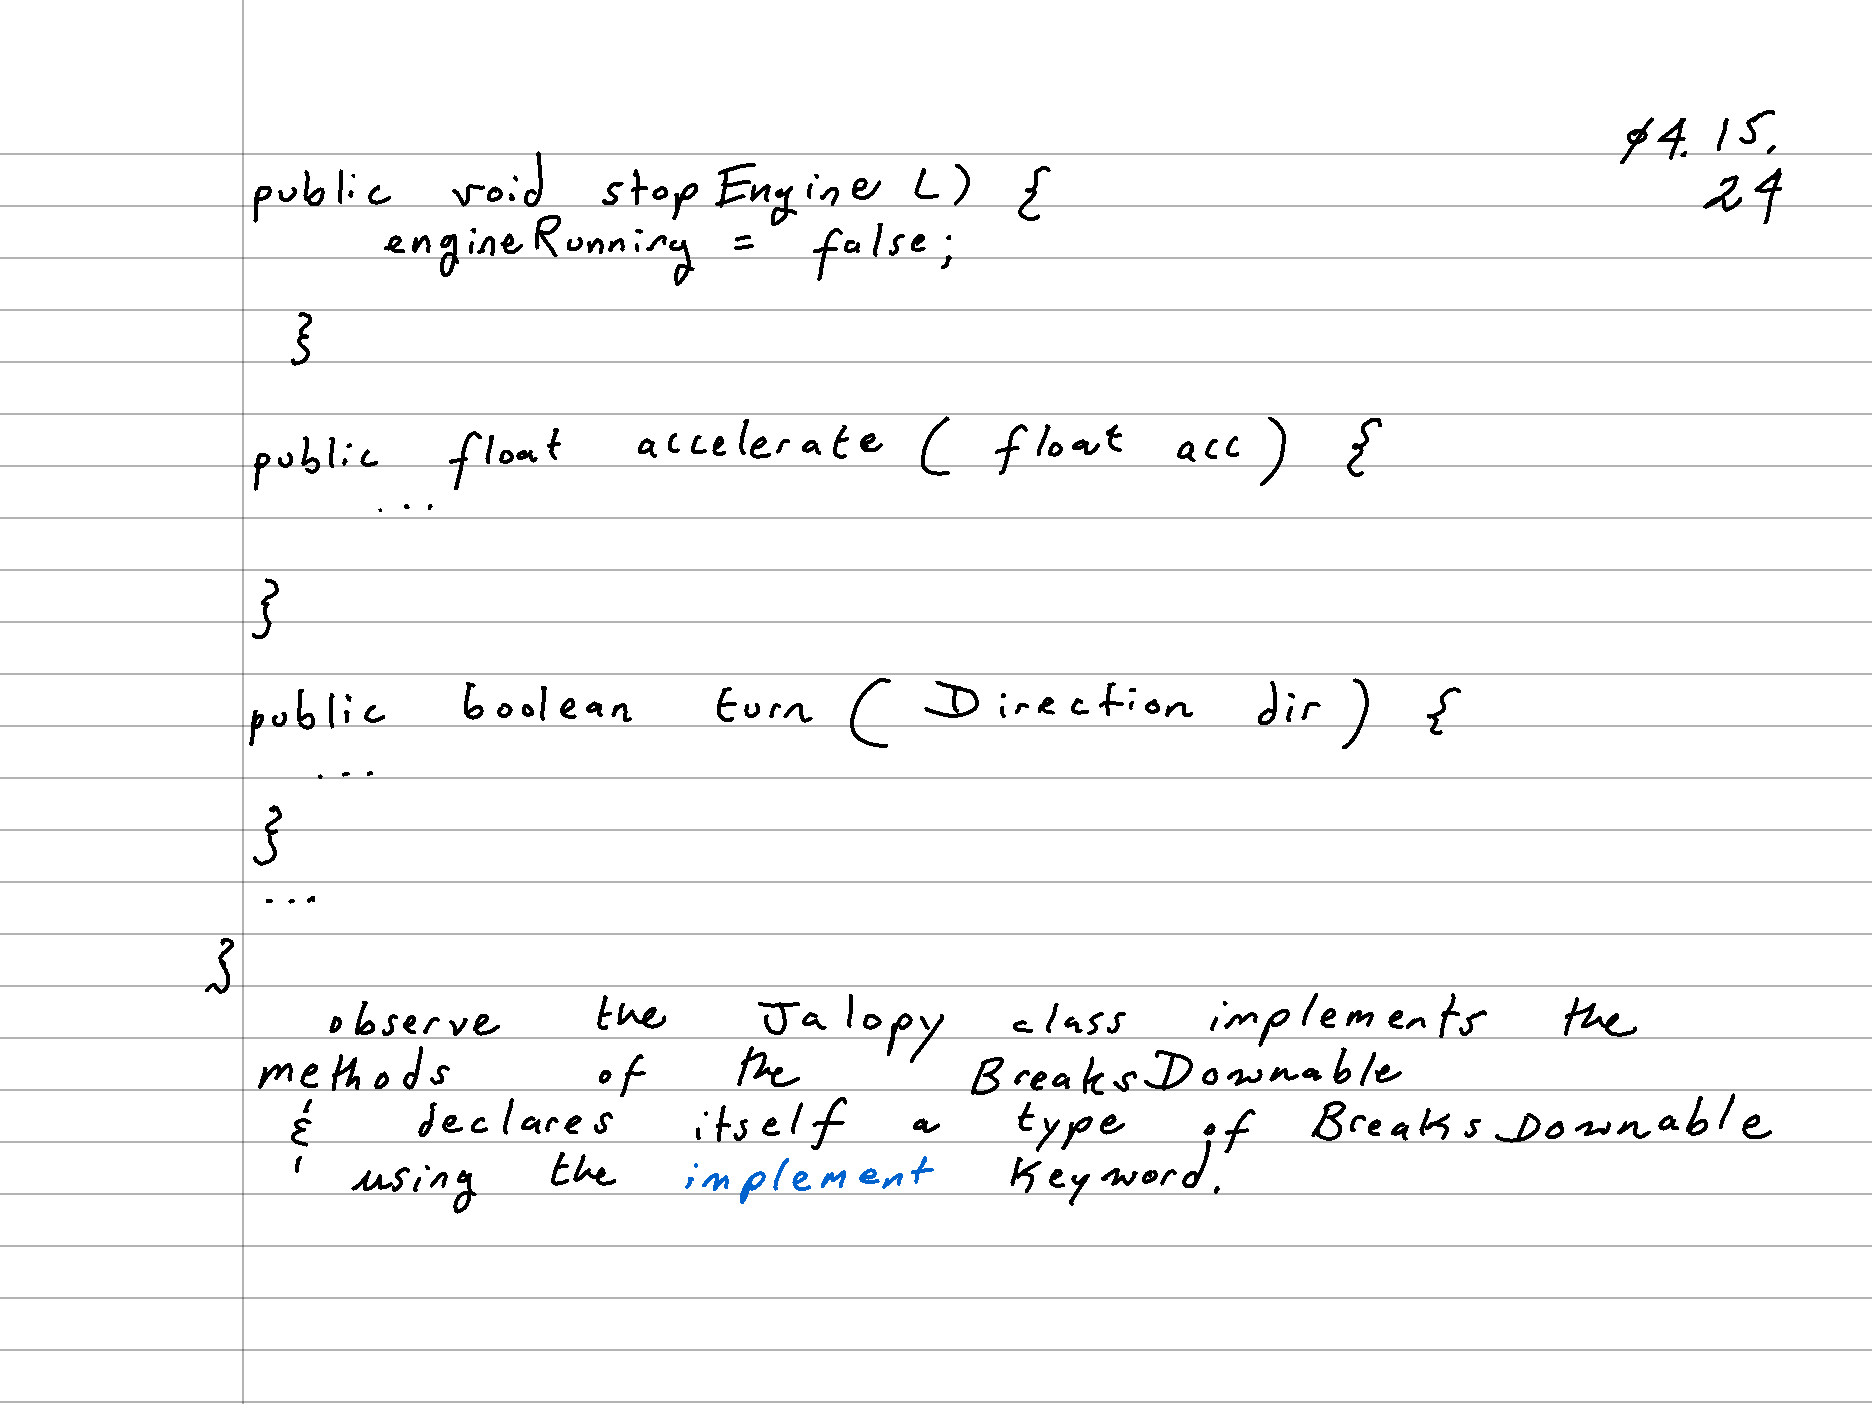 ø4. 15.
24
public void stopEngine () {
engineRunning = false;
}
public float accelerate ( float acc ) {
...
}
public boolean turn ( Direction dir ) {
...
}
...
}
observe the Jalopy class implements the
methods of the BreaksDownable
& declares itself a type of BreaksDownable
using the implement keyword.